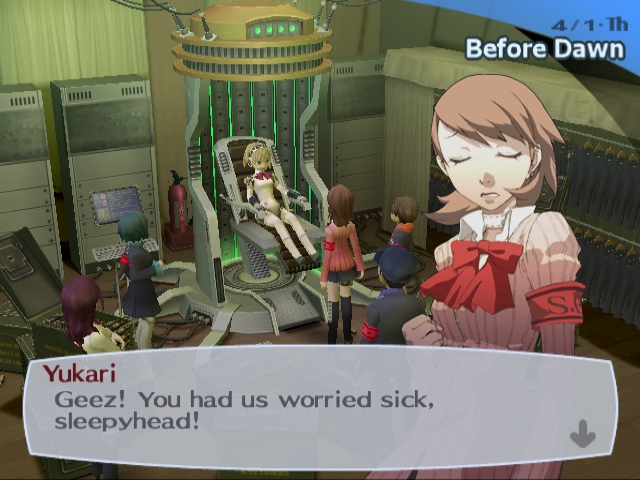 4/1·Th
Before Dawn
S.
Yukari
Geez! You had us worried sick,
sleepyhead!